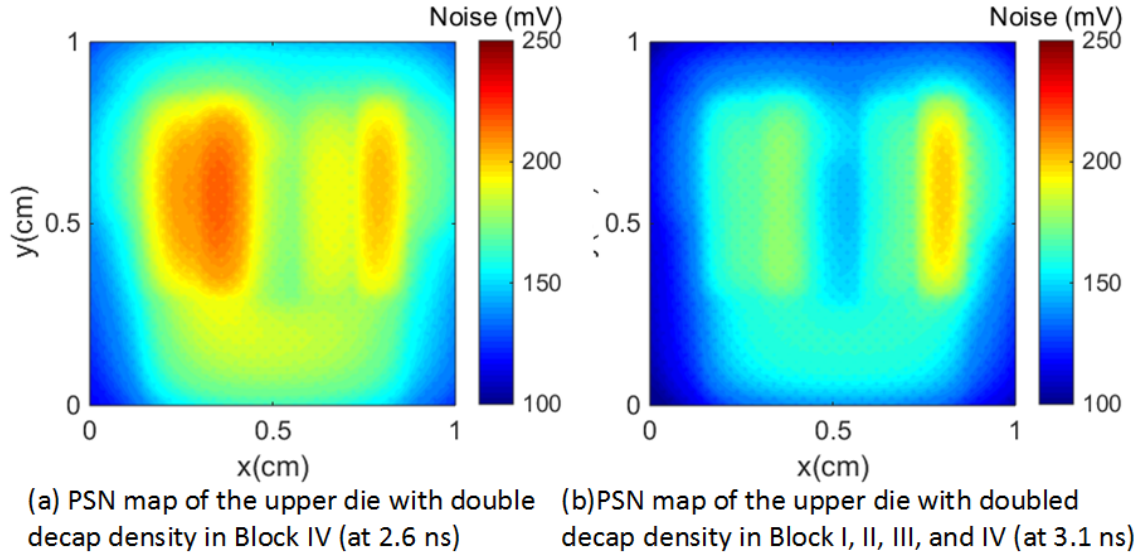 Noise (mV)
1
250
200
y(cm)
0.5
150
0
100
0
0.5
1
x(cm)
(a) PSN map of the upper die with double
decap density in Block IV (at 2.6 ns)
Noise (mV)
1
250
200
0.5
150
0
100
0
0.5
1
x(cm)
(b)PSN map of the upper die with doubled
decap density in Block I, II, III, and IV (at 3.1 ns)